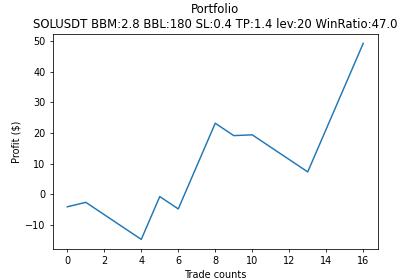 Portfolio
SOLUSDT BBM:2.8 BBL:180 SL:0.4 TP:1.4 lev:20 WinRatio:47.0
50
40
30
20
10
0
−10
Profit ($)
0 2 4 6 8 10 12 14 16
Trade counts